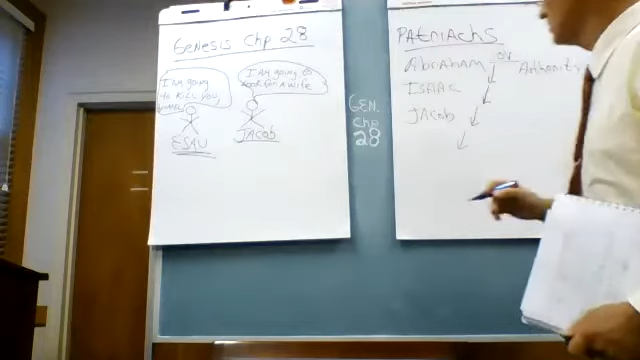 Genesis Chp 28
I Am going
to Kill you
I Am going to
look for A wife
ESAU
JACob
GEN.
chp
28
PAtRiAchS
AbrAhAm
ov
Authority
ISAAC
JAcob